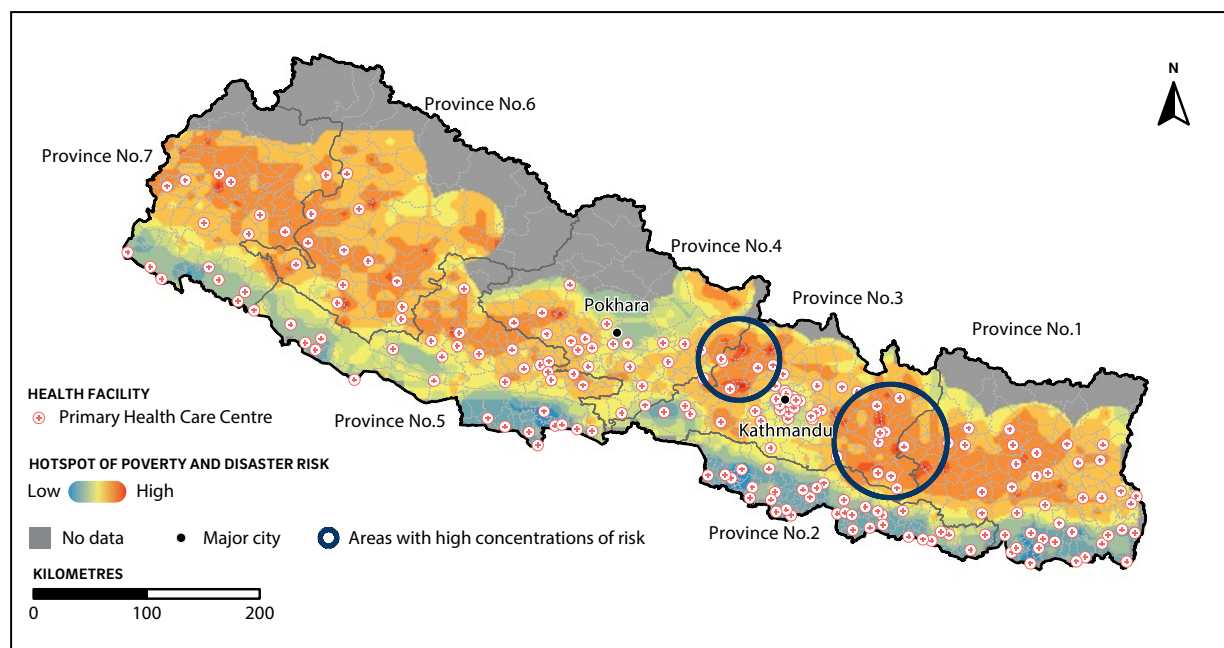 N
Province No.6
Province No.7
Province No.4
Pokhara
Province No.3
Province No.1
HEALTH FACILITY
Primary Health Care Centre
Kathmandu
Province No.5
HOTSPOT OF POVERTY AND DISASTER RISK
Low High
Province No.2
No data Major city Areas with high concentrations of risk
KILOMETRES
0 100 200